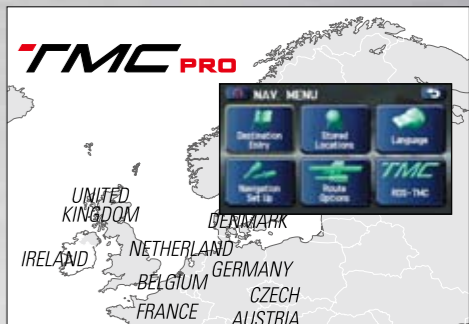 TMC PRO
NAV. MENU
Destination Entry
Stored Locations
Language
Navigation Set Up
Route Options
TMC
RDS-TMC
UNITED KINGDOM
DENMARK
IRELAND
NETHERLAND
BELGIUM
GERMANY
FRANCE
CZECH
AUSTRIA